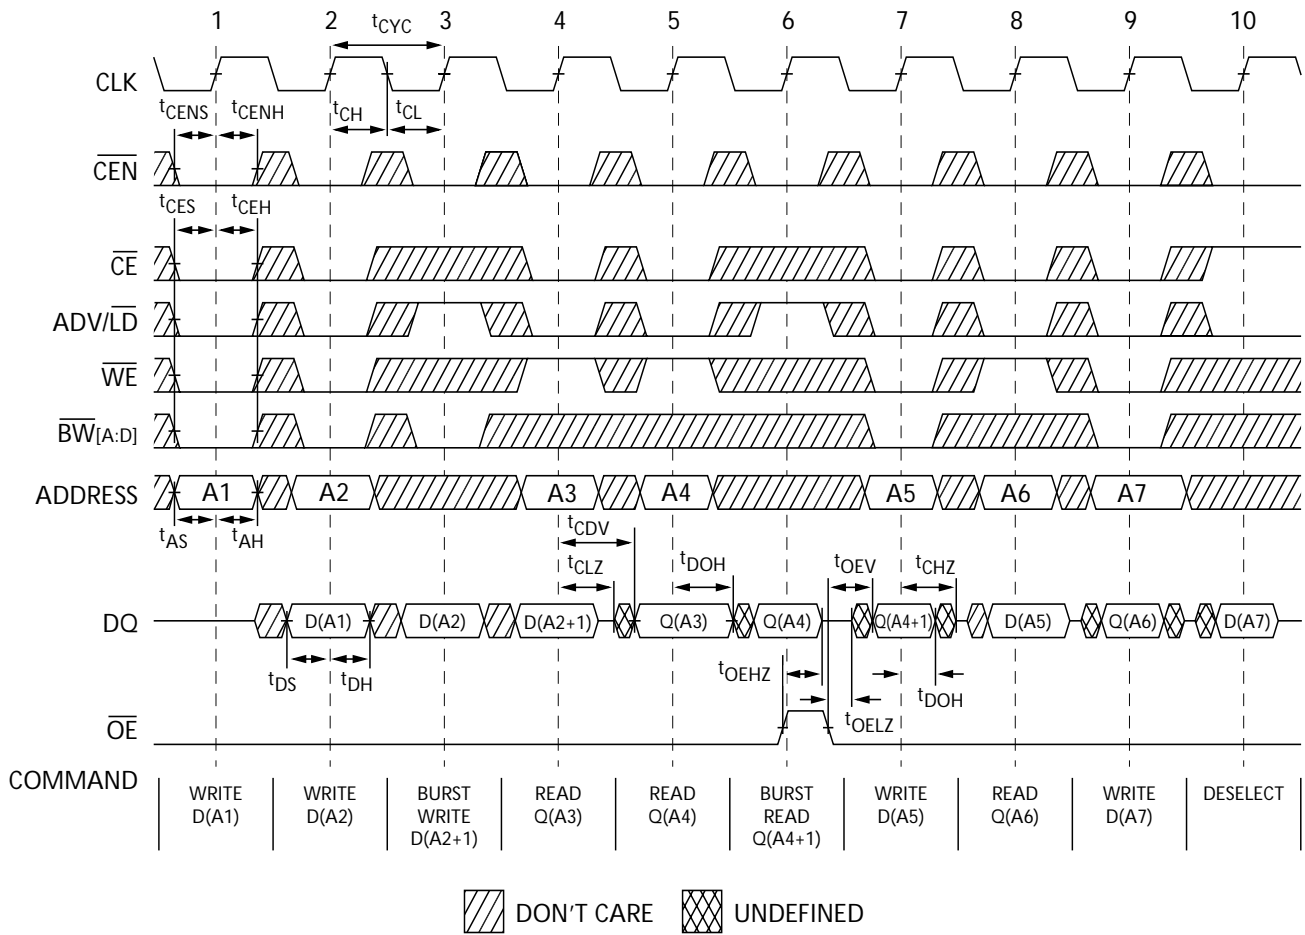 1 2 3 4 5 6 7 8 9 10
tCYC
CLK
tCENS tCENH tCH tCL
CEN
tCES tCEH
CE
ADV/LD
WE
BW[A:D]
ADDRESS A1 A2 A3 A4 A5 A6 A7
tAS tAH tCDV
tCLZ tDOH tOEV tCHZ
DQ D(A1) D(A2) D(A2+1) Q(A3) Q(A4) Q(A4+1) D(A5) Q(A6) D(A7)
tDS tDH tOEHZ tDOH
tOELZ
OE
COMMAND
WRITE D(A1)
WRITE D(A2)
BURST WRITE D(A2+1)
READ Q(A3)
READ Q(A4)
BURST READ Q(A4+1)
WRITE D(A5)
READ Q(A6)
WRITE D(A7)
DESELECT
DON'T CARE UNDEFINED